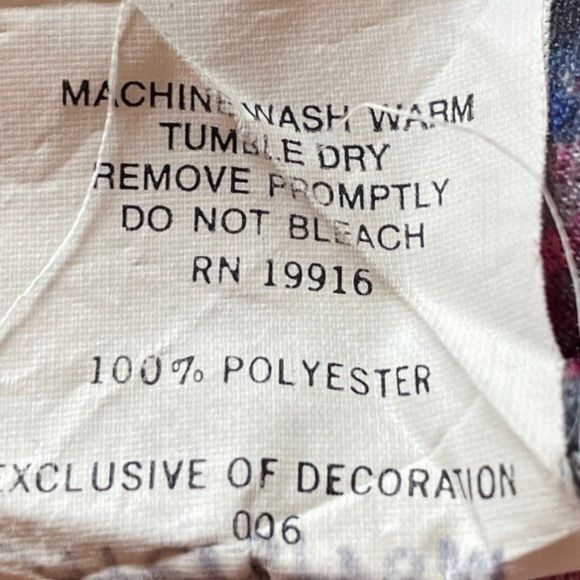 MACHINE WASH WARM
TUMBLE DRY
REMOVE PROMPTLY
DO NOT BLEACH
RN 19916
100% POLYESTER
EXCLUSIVE OF DECORATION
006